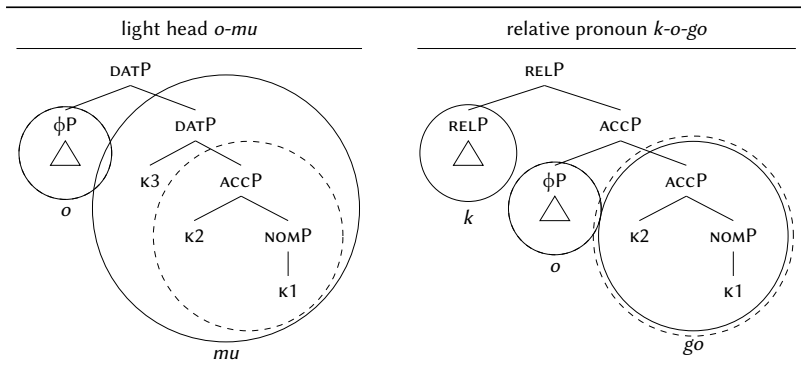 light head o-mu relative pronoun k-o-go
DATP RELP
ϕP DATP RELP ACCP
K3 ACCP ϕP ACCP
o k
K2 NOMP K2 NOMP
o
K1 K1
mu go